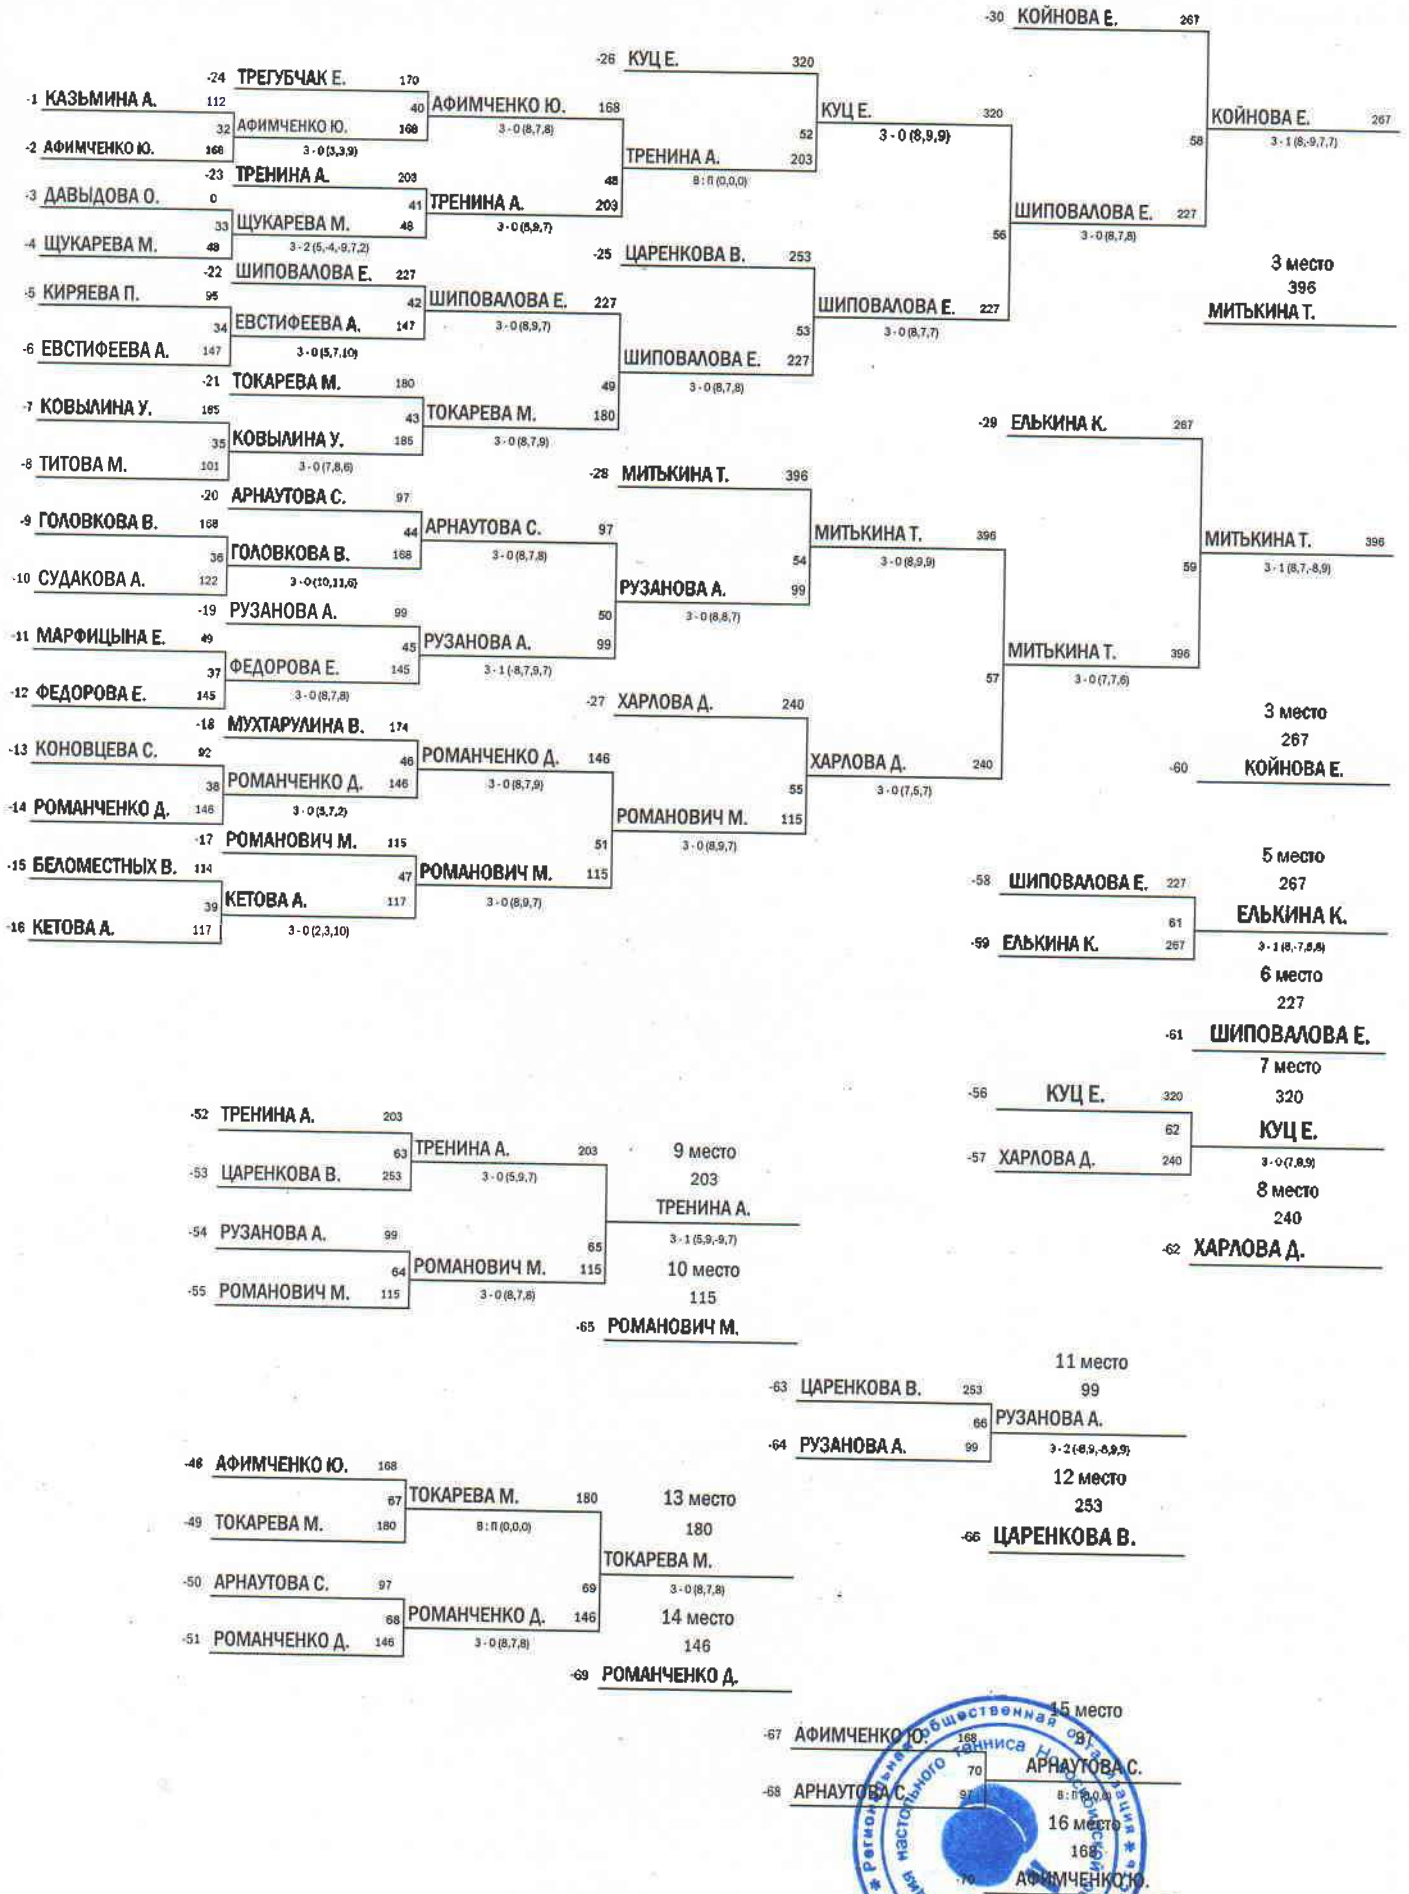 -30 КОЙНОВА Е. 267
-26 КУЦ Е. 320
-24 ТРЕГУБЧАК Е. 170
-1 КАЗЬМИНА А. 112
40 АФИМЧЕНКО Ю. 168
КУЦ Е. 320
КОЙНОВА Е. 267
32 АФИМЧЕНКО Ю. 168
3 - 0 (8,7,8)
52
3 - 0 (8,9,9)
58
3 - 1 (8,-9,7,7)
-2 АФИМЧЕНКО Ю. 168
3 - 0 (3,3,9)
ТРЕНИНА А. 203
-23 ТРЕНИНА А. 203
48
В : П (0,0,0)
-3 ДАВЫДОВА О. 0
41 ТРЕНИНА А. 203
ШИПОВАЛОВА Е. 227
33 ЩУКАРЕВА М. 48
3 - 0 (8,9,7)
56
3 - 0 (8,7,8)
-4 ЩУКАРЕВА М. 48
3 - 2 (5,-4,-9,7,2)
-25 ЦАРЕНКОВА В. 253
3 место
396
МИТЬКИНА Т.
-22 ШИПОВАЛОВА Е. 227
-5 КИРЯЕВА П. 95
42 ШИПОВАЛОВА Е. 227
ШИПОВАЛОВА Е. 227
34 ЕВСТИФЕЕВА А. 147
3 - 0 (8,9,7)
53
3 - 0 (8,7,7)
-6 ЕВСТИФЕЕВА А. 147
3 - 0 (5,7,10)
ШИПОВАЛОВА Е. 227
-21 ТОКАРЕВА М. 180
49
3 - 0 (8,7,8)
-7 КОВЫЛИНА У. 185
43 ТОКАРЕВА М. 180
-29 ЕЛЬКИНА К. 267
35 КОВЫЛИНА У. 185
3 - 0 (8,7,9)
-8 ТИТОВА М. 101
3 - 0 (7,8,6)
-28 МИТЬКИНА Т. 396
-20 АРНАУТОВА С. 97
-9 ГОЛОВКОВА В. 168
44 АРНАУТОВА С. 97
МИТЬКИНА Т. 396
МИТЬКИНА Т. 396
36 ГОЛОВКОВА В. 168
3 - 0 (8,7,8)
54
3 - 0 (8,9,9)
59
3 - 1 (8,7,-8,9)
-10 СУДАКОВА А. 122
3 - 0 (10,11,6)
РУЗАНОВА А. 99
-19 РУЗАНОВА А. 99
50
3 - 0 (8,8,7)
-11 МАРФИЦЫНА Е. 49
45 РУЗАНОВА А. 99
МИТЬКИНА Т. 396
37 ФЕДОРОВА Е. 145
3 - 1 (-8,7,9,7)
57
3 - 0 (7,7,6)
-12 ФЕДОРОВА Е. 145
3 - 0 (8,7,8)
-27 ХАРЛОВА Д. 240
3 место
267
-60 КОЙНОВА Е.
-18 МУХТАРУЛИНА В. 174
-13 КОНОВЦЕВА С. 92
46 РОМАНЧЕНКО Д. 146
ХАРЛОВА Д. 240
38 РОМАНЧЕНКО Д. 146
3 - 0 (8,7,9)
55
3 - 0 (7,5,7)
-14 РОМАНЧЕНКО Д. 146
3 - 0 (5,7,2)
РОМАНОВИЧ М. 115
-17 РОМАНОВИЧ М. 115
51
3 - 0 (8,9,7)
-15 БЕЛОМЕСТНЫХ В. 114
47 РОМАНОВИЧ М. 115
39 КЕТОВА А. 117
3 - 0 (8,9,7)
-16 КЕТОВА А. 117
3 - 0 (2,3,10)
5 место
-58 ШИПОВАЛОВА Е. 227
267
61 ЕЛЬКИНА К.
-59 ЕЛЬКИНА К. 267
3 - 1 (8,-7,8,8)
6 место
227
-61 ШИПОВАЛОВА Е.
7 место
-56 КУЦ Е. 320
320
62 КУЦ Е.
-57 ХАРЛОВА Д. 240
3 - 0 (7,8,9)
8 место
240
-62 ХАРЛОВА Д.
-52 ТРЕНИНА А. 203
63 ТРЕНИНА А. 203
9 место
-53 ЦАРЕНКОВА В. 253
3 - 0 (5,9,7)
203
ТРЕНИНА А.
-54 РУЗАНОВА А. 99
65
3 - 1 (5,9,-9,7)
64 РОМАНОВИЧ М. 115
10 место
-55 РОМАНОВИЧ М. 115
3 - 0 (8,7,8)
115
-65 РОМАНОВИЧ М.
11 место
-63 ЦАРЕНКОВА В. 253
99
66 РУЗАНОВА А.
-64 РУЗАНОВА А. 99
3 - 2 (-8,9,-8,9,9)
12 место
253
-66 ЦАРЕНКОВА В.
-48 АФИМЧЕНКО Ю. 168
67 ТОКАРЕВА М. 180
13 место
-49 ТОКАРЕВА М. 180
В : П (0,0,0)
180
ТОКАРЕВА М.
-50 АРНАУТОВА С. 97
69
3 - 0 (8,7,8)
68 РОМАНЧЕНКО Д. 146
14 место
-51 РОМАНЧЕНКО Д. 146
3 - 0 (8,7,8)
146
-69 РОМАНЧЕНКО Д.
15 место
-67 АФИМЧЕНКО Ю. 168
97
70 АРНАУТОВА С.
-68 АРНАУТОВА С. 97
В : П (0,0,0)
16 место
168
-70 АФИМЧЕНКО Ю.
* Региональная общественная организация *
настольного тенниса Новосибирской